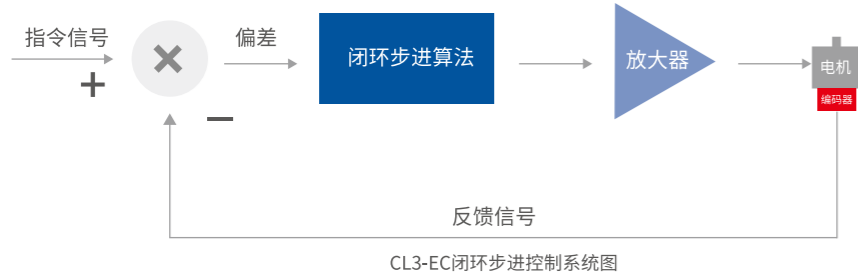 指令信号
偏差
闭环步进算法
放大器
电机
编码器
+
−
反馈信号
CL3-EC闭环步进控制系统图